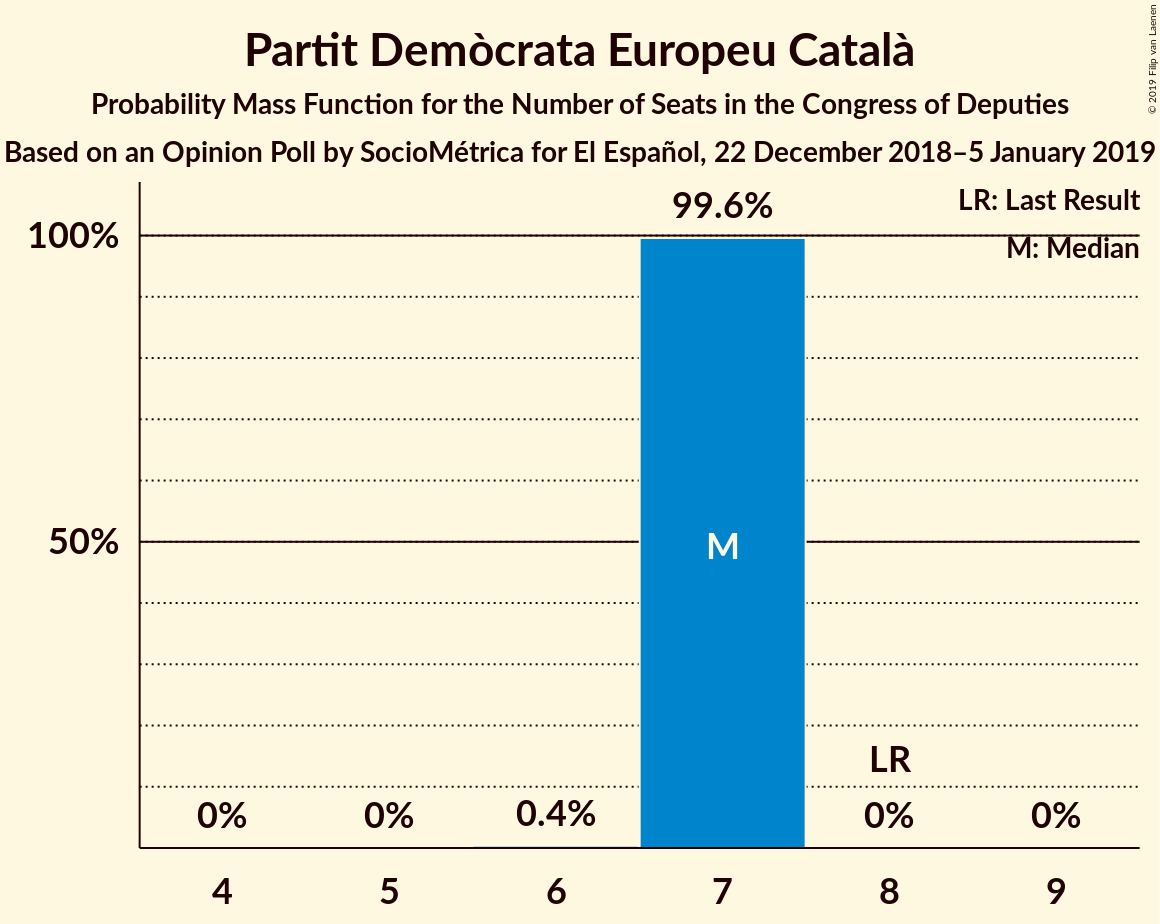 Partit Demòcrata Europeu Català
Probability Mass Function for the Number of Seats in the Congress of Deputies
Based on an Opinion Poll by SocioMétrica for El Español, 22 December 2018–5 January 2019
© 2019 Filip van Laenen
LR: Last Result
M: Median
99.6%
100%
50%
M
LR
0% 0% 0.4% 0% 0%
4 5 6 7 8 9